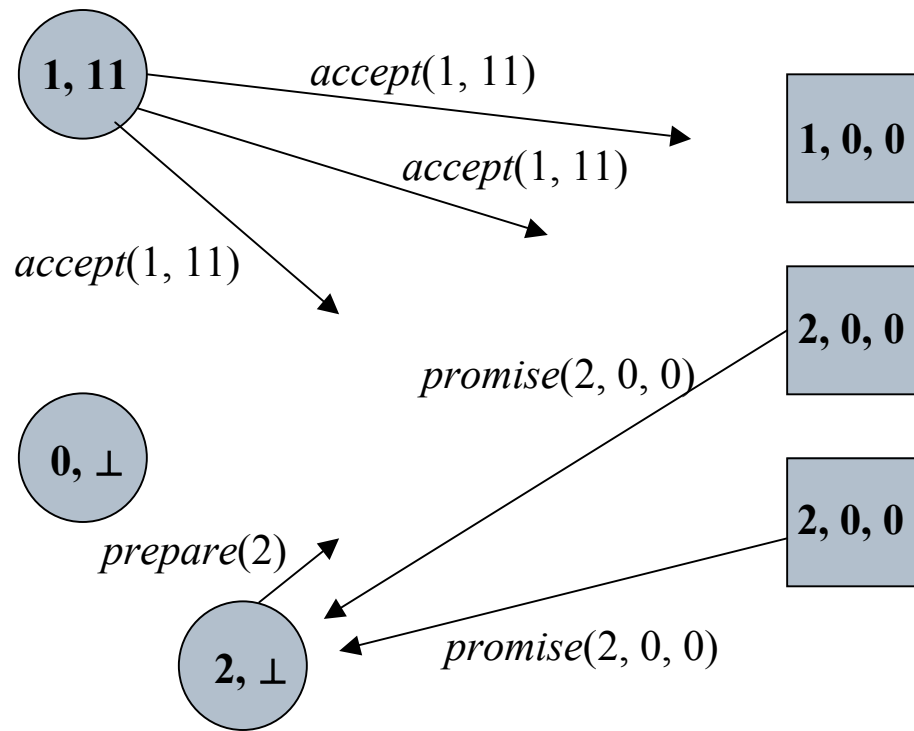 1, 11
accept(1, 11)
1, 0, 0
accept(1, 11)
accept(1, 11)
2, 0, 0
promise(2, 0, 0)
0, ⊥
2, 0, 0
prepare(2)
promise(2, 0, 0)
2, ⊥